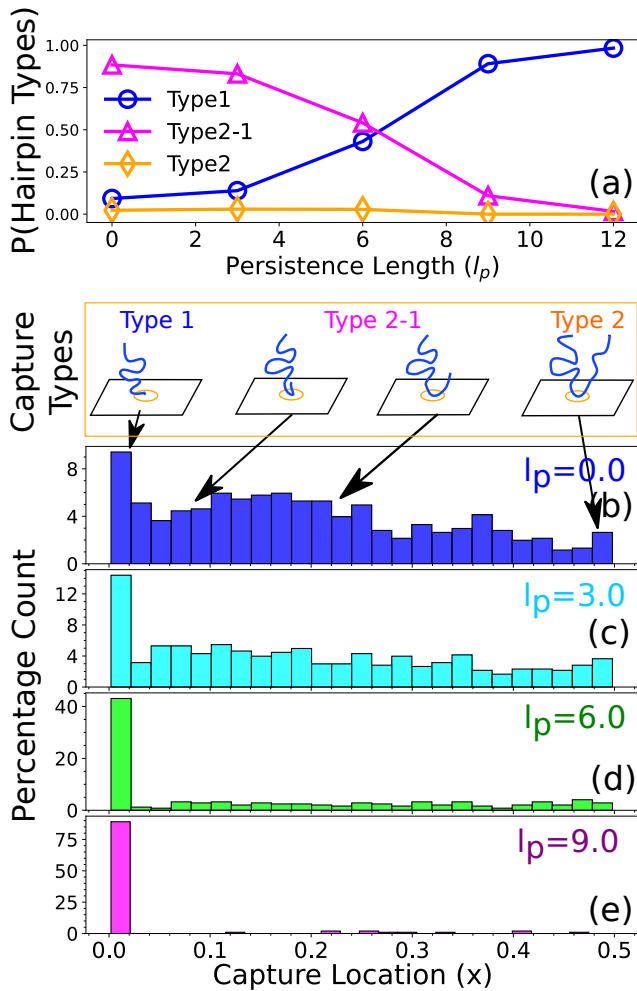 1.00
0.75
0.50
0.25
0.00
P(Hairpin Types)
Type1
Type2-1
Type2
(a)
0 2 4 6 8 10 12
Persistence Length (lp)
Capture Types
Type 1 Type 2-1 Type 2
Percentage Count
8
4
0
lp=0.0
(b)
12
8
4
0
lp=3.0
(c)
40
20
0
lp=6.0
(d)
75
50
25
0
lp=9.0
(e)
0.0 0.1 0.2 0.3 0.4 0.5
Capture Location (x)